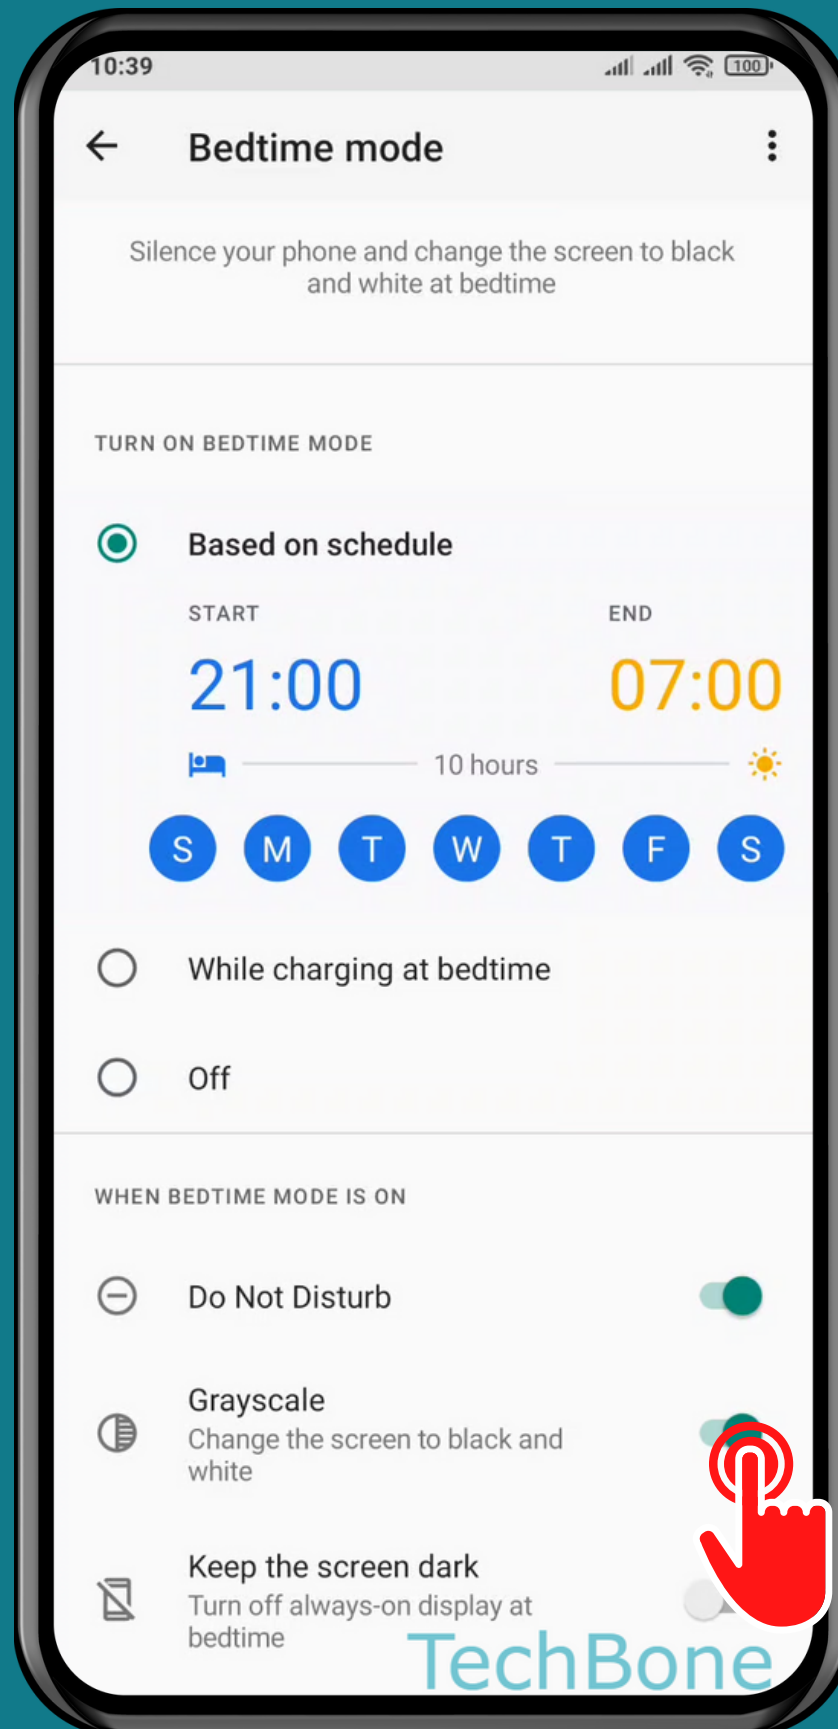 10:39
100
Bedtime mode
Silence your phone and change the screen to black
and white at bedtime
TURN ON BEDTIME MODE
Based on schedule
START END
21:00 07:00
10 hours
S M T W T F S
While charging at bedtime
Off
WHEN BEDTIME MODE IS ON
Do Not Disturb
Grayscale
Change the screen to black and
white
Keep the screen dark
Turn off always-on display at
bedtime
TechBone